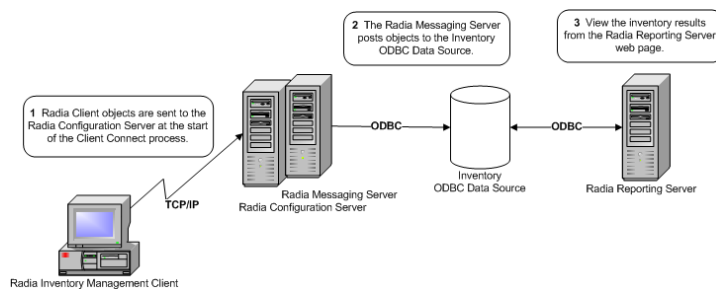 2 The Radia Messaging Server
posts objects to the Inventory
ODBC Data Source.
3 View the inventory results
from the Radia Reporting Server
web page.
1 Radia Client objects are sent to the
Radia Configuration Server at the start
of the Client Connect process.
ODBC
ODBC
TCP/IP
Radia Messaging Server
Radia Configuration Server
Inventory
ODBC Data Source
Radia Reporting Server
Radia Inventory Management Client